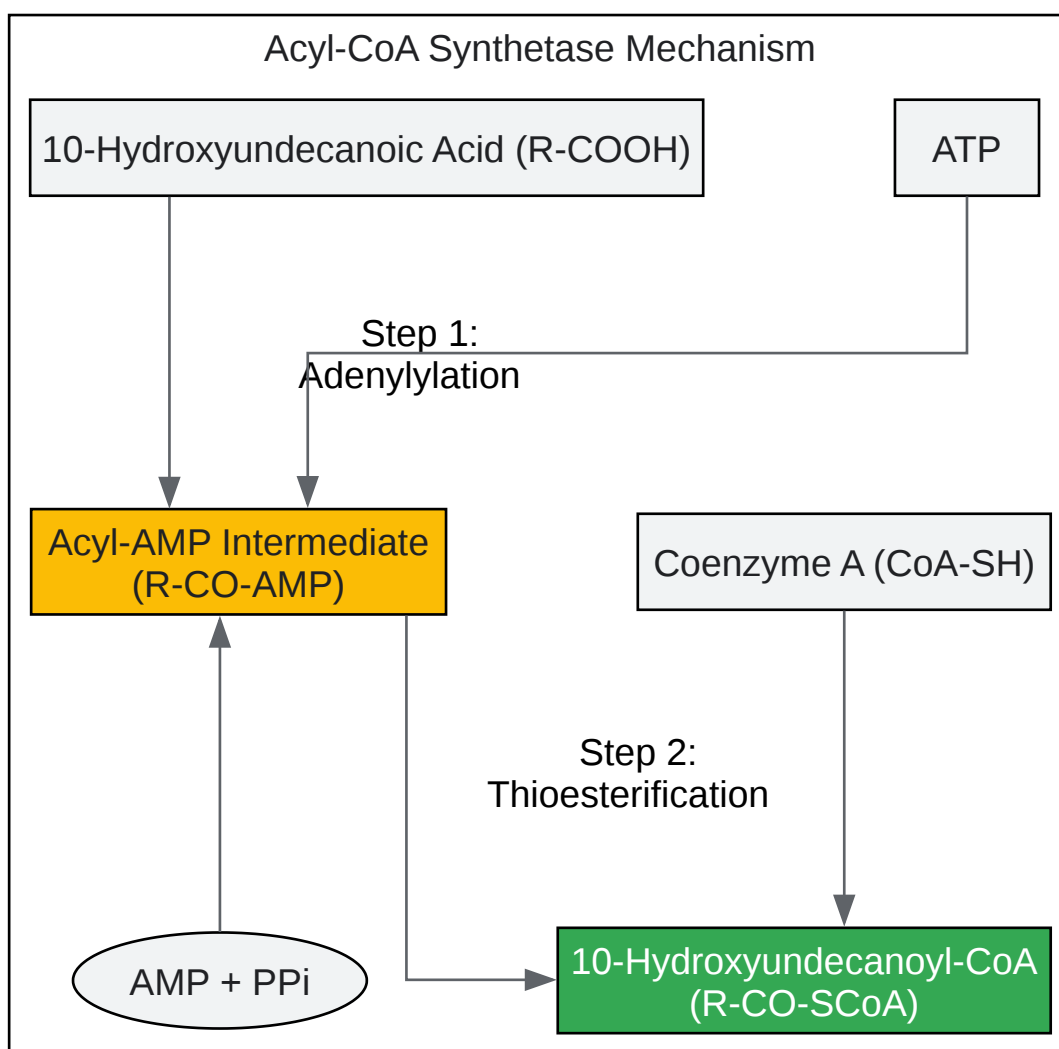 Acyl-CoA Synthetase Mechanism
10-Hydroxyundecanoic Acid (R-COOH)
ATP
Step 1:
Adenylylation
Acyl-AMP Intermediate
(R-CO-AMP)
Coenzyme A (CoA-SH)
Step 2:
Thioesterification
AMP + PPi
10-Hydroxyundecanoyl-CoA
(R-CO-SCoA)